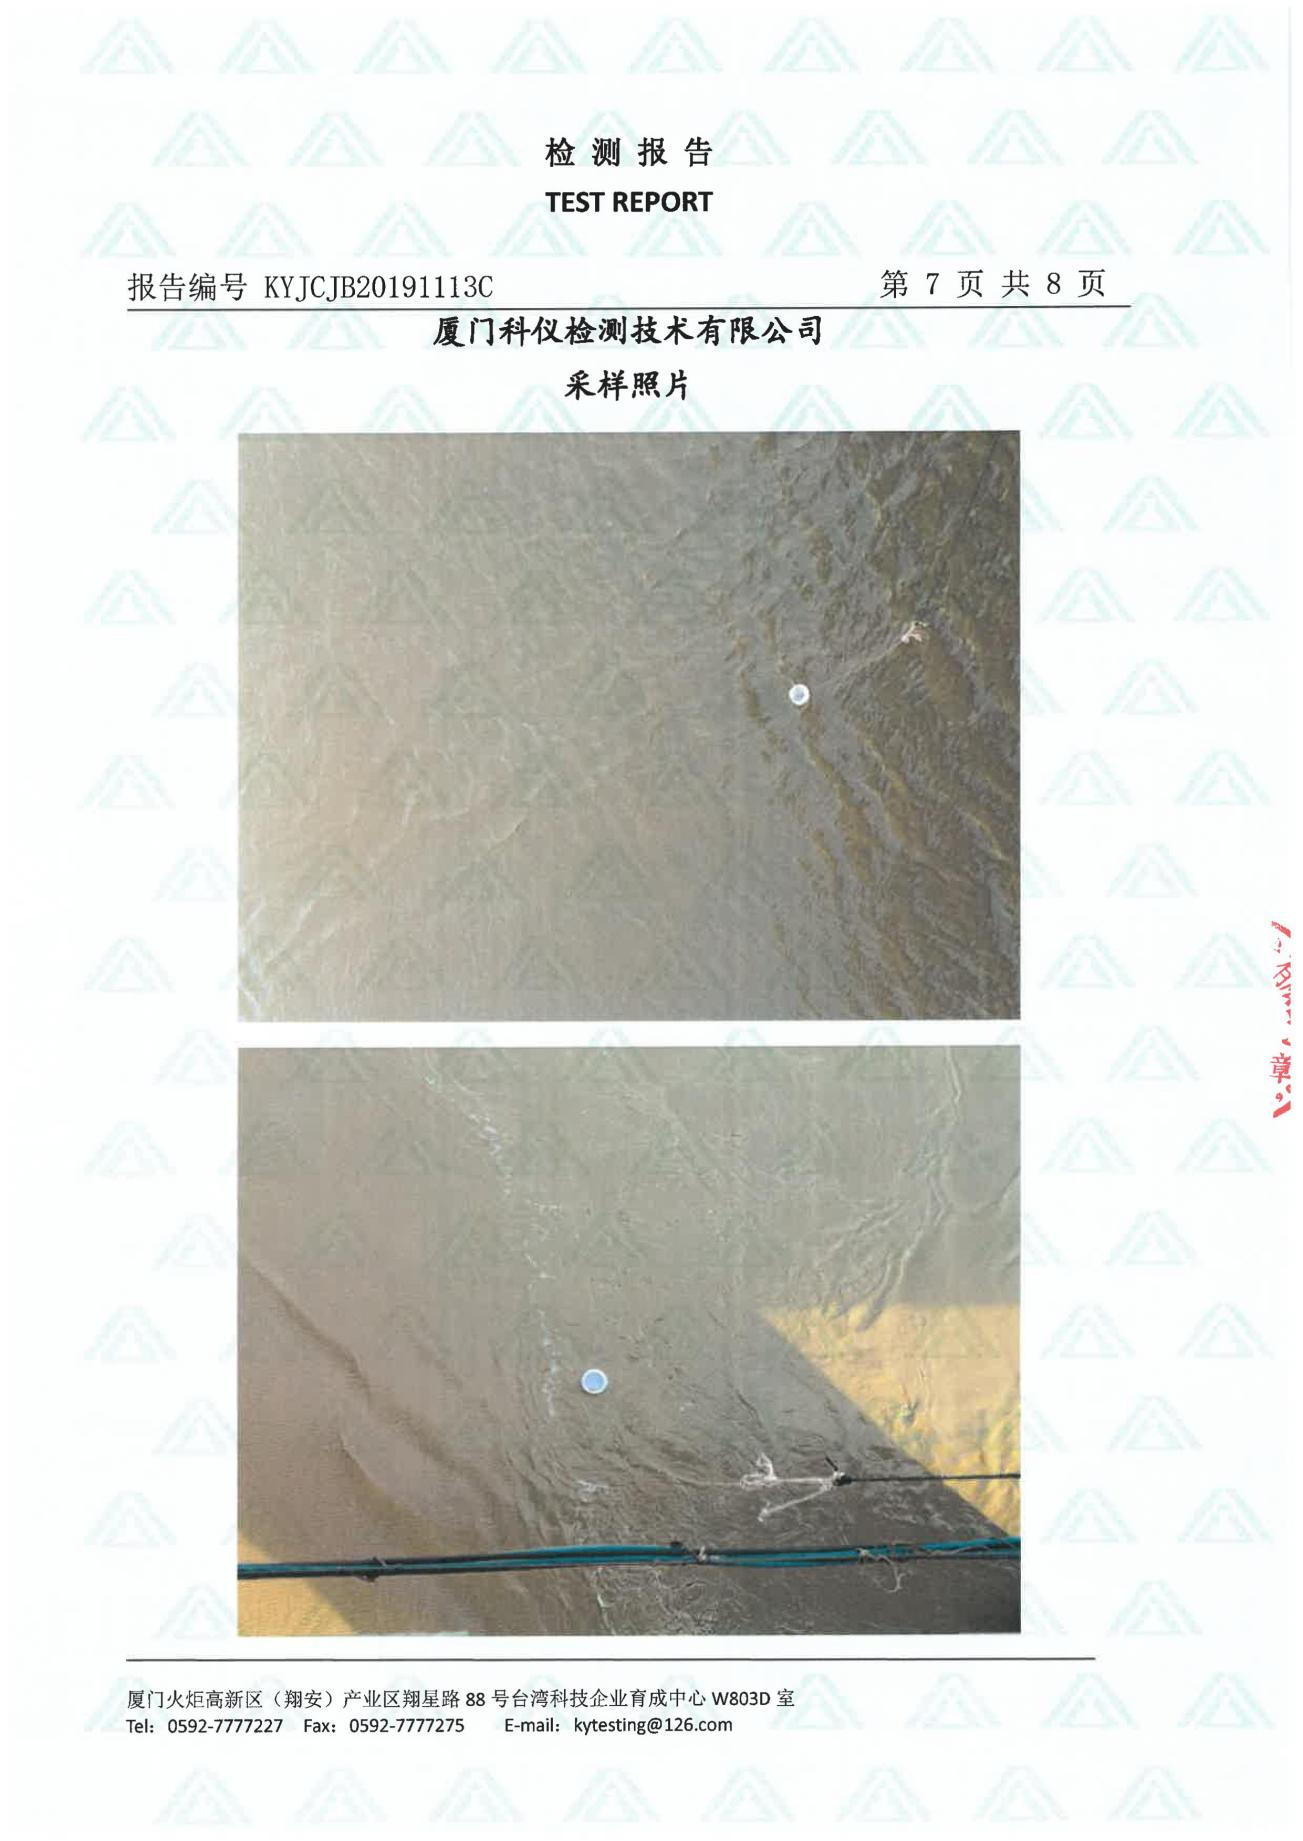 检测报告
TEST REPORT
报告编号 KYJCJB20191113C
第 7 页 共 8 页
厦门科仪检测技术有限公司
采样照片
章
厦门火炬高新区（翔安）产业区翔星路 88 号台湾科技企业育成中心 W803D 室
Tel：0592-7777227 Fax：0592-7777275 E-mail：kytesting@126.com